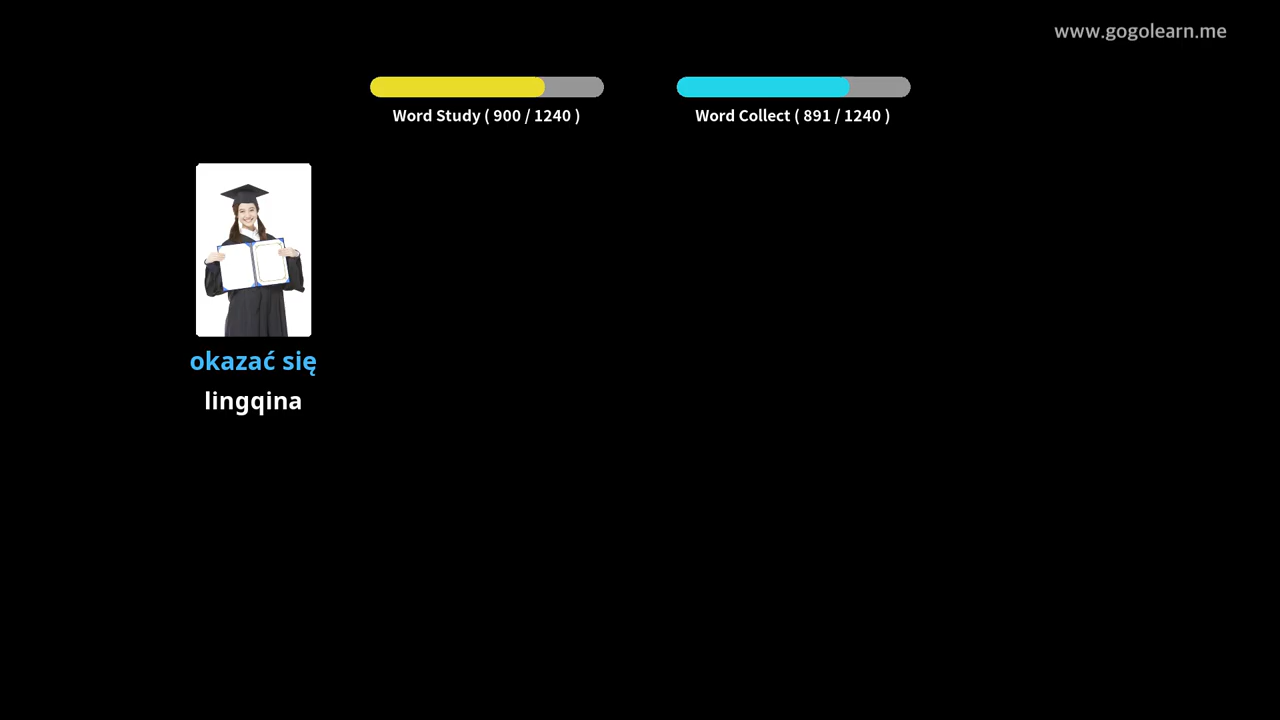 www.gogolearn.me
Word Study ( 900 / 1240 )
Word Collect ( 891 / 1240 )
okazać się
lingqina